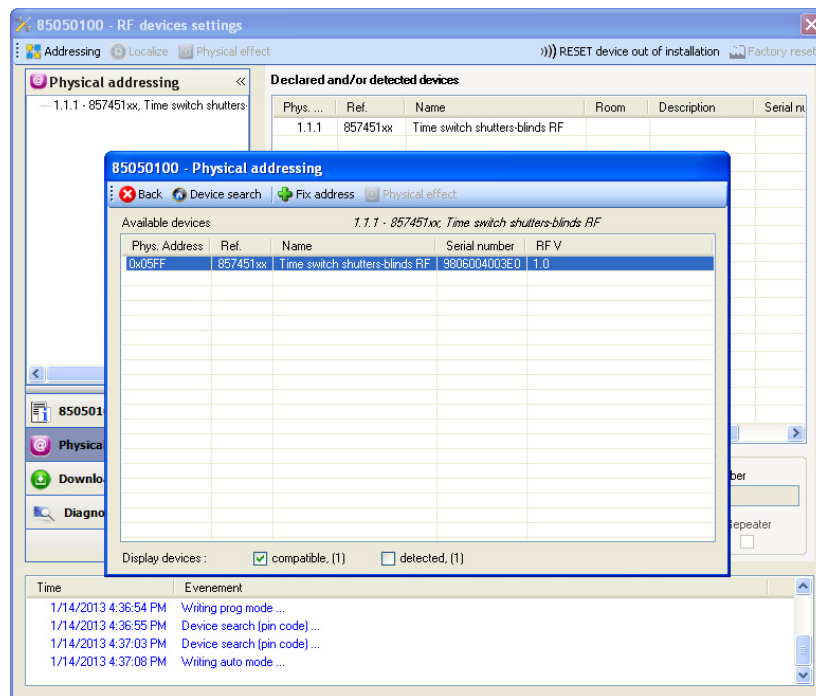 85050100 - RF devices settings
Addressing Localize Physical effect ))) RESET device out of installation Factory reset
Physical addressing «
1.1.1 - 857451xx, Time switch shutters-
Declared and/or detected devices
Phys. ... Ref. Name Room Description Serial nu
1.1.1 857451xx Time switch shutters-blinds RF
85050100 - Physical addressing
Back Device search Fix address Physical effect
Available devices 1.1.1 - 857451xx, Time switch shutters-blinds RF
Phys. Address Ref. Name Serial number RF V
0x05FF 857451xx Time switch shutters-blinds RF 9806004003E0 1.0
Display devices : compatible, (1) detected, (1)
850501
Physica
Downlo
Diagno
ber
epeater
Time Evenement
1/14/2013 4:36:54 PM Writing prog mode ...
1/14/2013 4:36:55 PM Device search (pin code) ...
1/14/2013 4:37:03 PM Device search (pin code) ...
1/14/2013 4:37:08 PM Writing auto mode ...